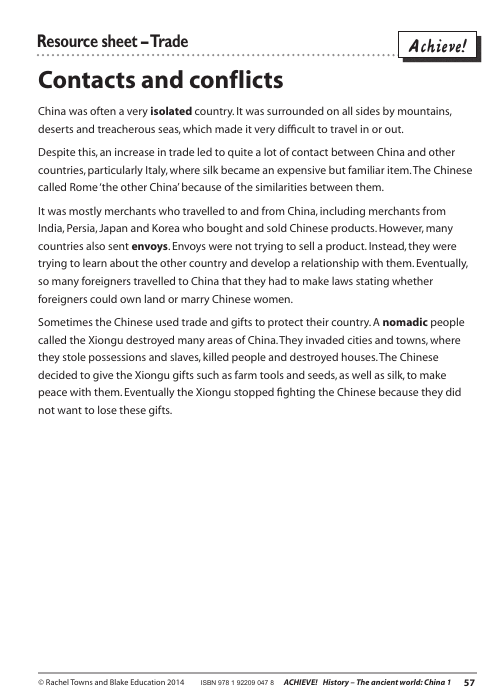 Resource sheet – Trade
Achieve!
Contacts and conflicts
China was often a very isolated country. It was surrounded on all sides by mountains,
deserts and treacherous seas, which made it very difficult to travel in or out.
Despite this, an increase in trade led to quite a lot of contact between China and other
countries, particularly Italy, where silk became an expensive but familiar item. The Chinese
called Rome ‘the other China’ because of the similarities between them.
It was mostly merchants who travelled to and from China, including merchants from
India, Persia, Japan and Korea who bought and sold Chinese products. However, many
countries also sent envoys. Envoys were not trying to sell a product. Instead, they were
trying to learn about the other country and develop a relationship with them. Eventually,
so many foreigners travelled to China that they had to make laws stating whether
foreigners could own land or marry Chinese women.
Sometimes the Chinese used trade and gifts to protect their country. A nomadic people
called the Xiongu destroyed many areas of China. They invaded cities and towns, where
they stole possessions and slaves, killed people and destroyed houses. The Chinese
decided to give the Xiongu gifts such as farm tools and seeds, as well as silk, to make
peace with them. Eventually the Xiongu stopped fighting the Chinese because they did
not want to lose these gifts.
© Rachel Towns and Blake Education 2014 ISBN 978 1 92209 047 8 ACHIEVE! History – The ancient world: China 1 57